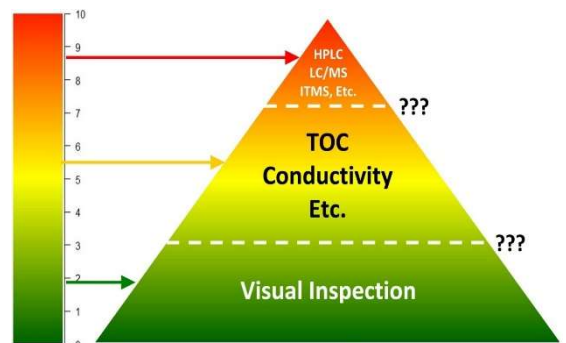 10
9
8
7
6
5
4
3
2
1
0
HPLC
LC/MS
ITMS, Etc.
???
TOC
Conductivity
Etc.
???
Visual Inspection